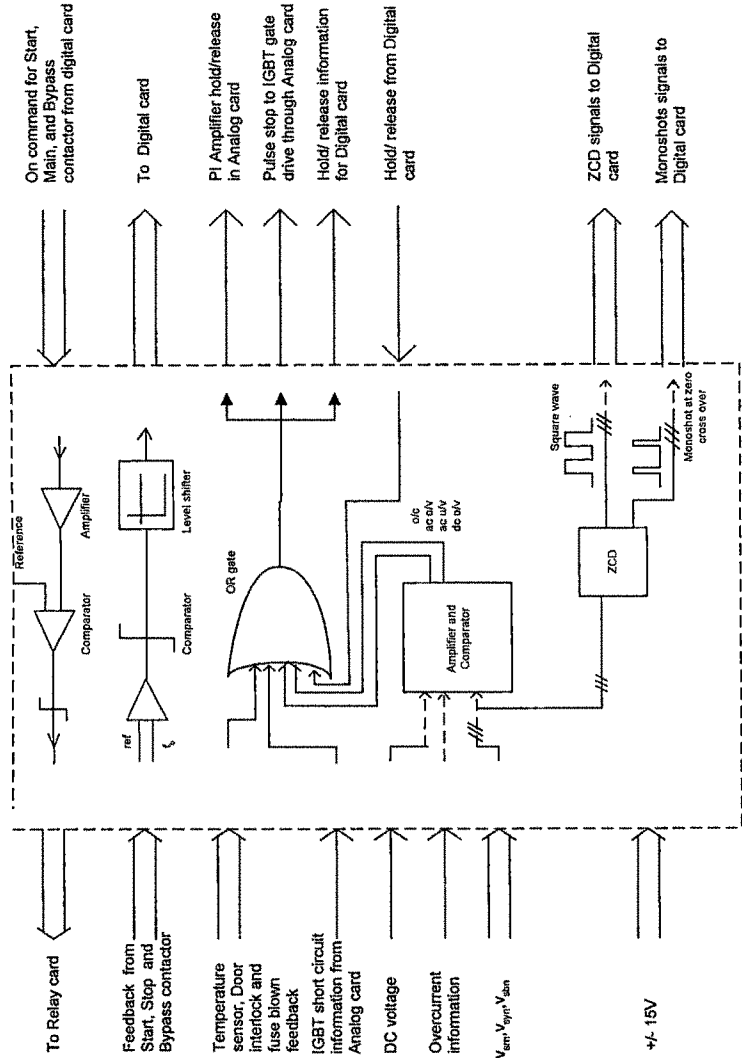 On command for Start,
Main, and Bypass
contactor from digital card
To Digital card
PI Amplifier hold/release
in Analog card
Pulse stop to IGBT gate
drive through Analog card
Hold/ release information
for Digital card
Hold/ release from Digital
card
ZCD signals to Digital
card
Monoshots signals to
Digital card
Reference
Amplifier
Comparator
Level shifter
Comparator
ref
OR gate
o/c
ac o/v
ac u/v
dc o/v
Amplifier and
Comparator
Square wave
Monoshot at zero
cross over
ZCD
To Relay card
Feedback from
Start, Stop and
Bypass contactor
Temperature
sensor, Door
interlock and
fuse blown
feedback
IGBT short circuit
information from
Analog card
DC voltage
Overcurrent
information
+/- 15V